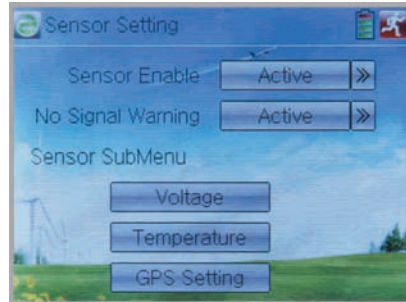 Sensor Setting
Sensor Enable Active »
No Signal Warning Active »
Sensor SubMenu
Voltage
Temperature
GPS Setting